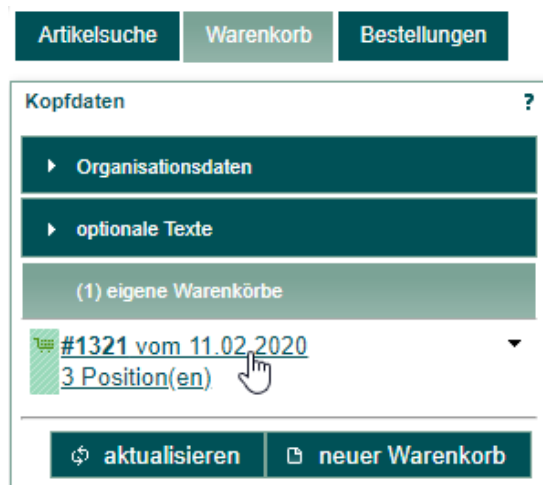 Artikelsuche Warenkorb Bestellungen
Kopfdaten ?
Organisationsdaten
optionale Texte
(1) eigene Warenkörbe
#1321 vom 11.02.2020
3 Position(en)
aktualisieren neuer Warenkorb